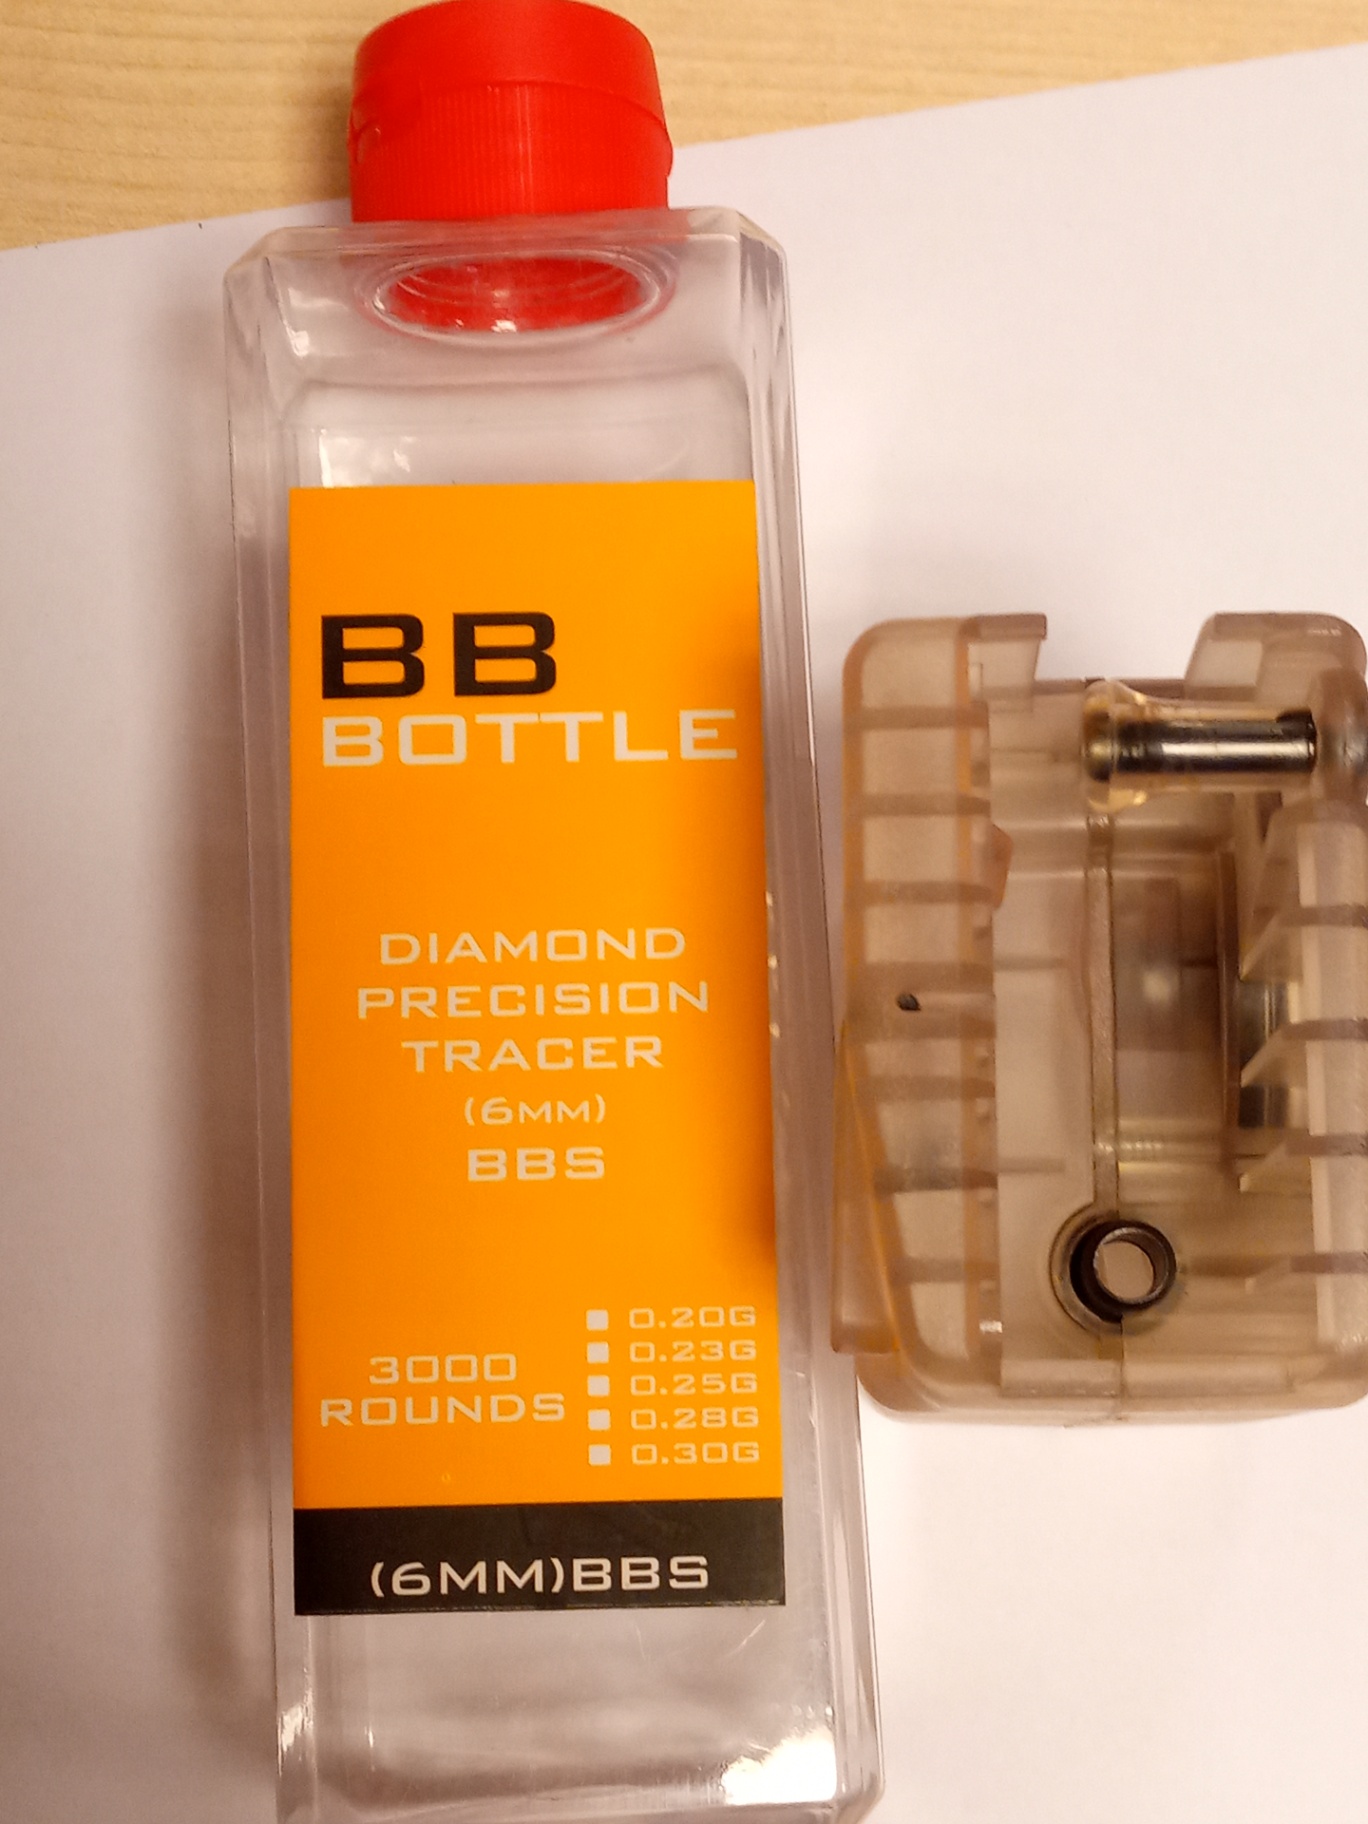 BB
BOTTLE
DIAMOND
PRECISION
TRACER
(6MM)
BBS
3000
ROUNDS
0.20G
0.23G
0.25G
0.28G
0.30G
(6MM)BBS